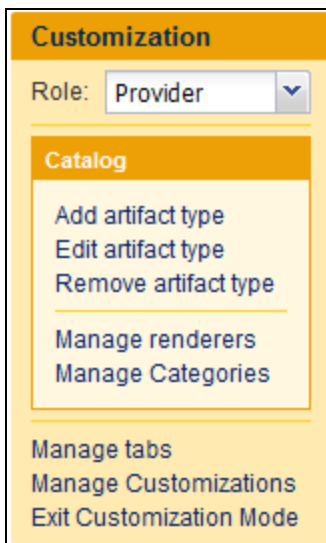 Customization
Role: Provider
Catalog
Add artifact type
Edit artifact type
Remove artifact type
Manage renderers
Manage Categories
Manage tabs
Manage Customizations
Exit Customization Mode